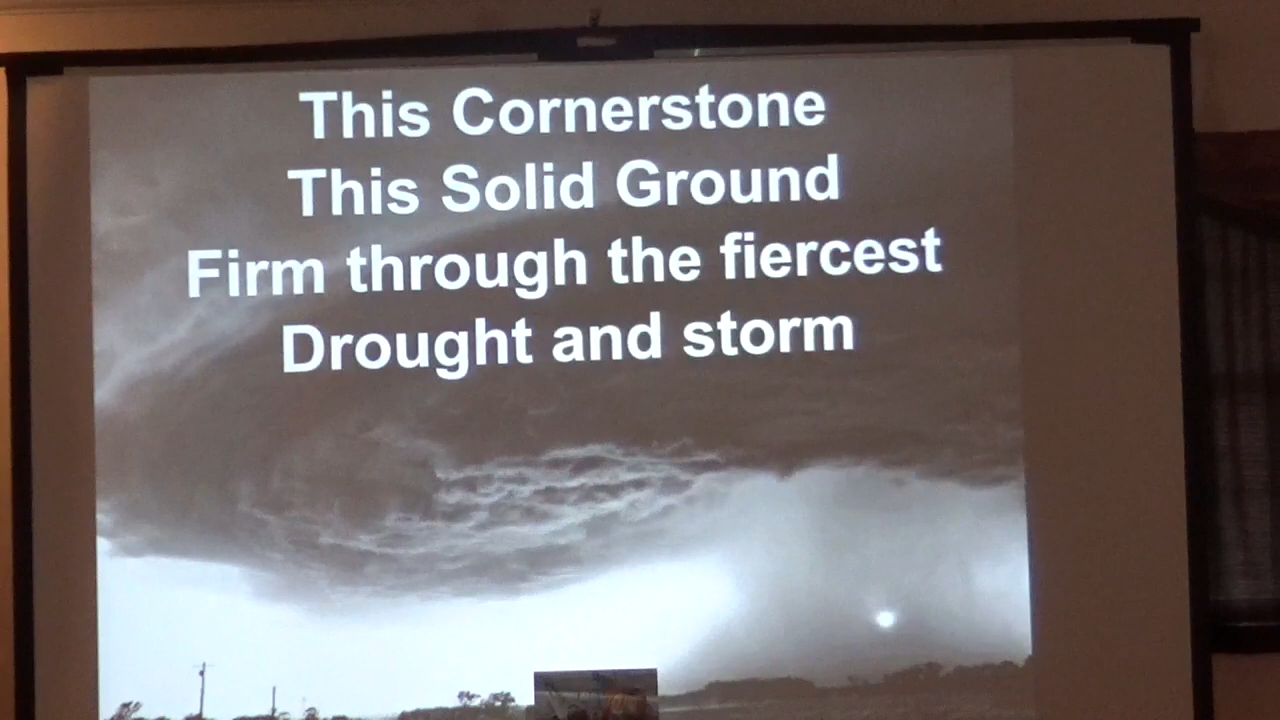 This Cornerstone
This Solid Ground
Firm through the fiercest
Drought and storm